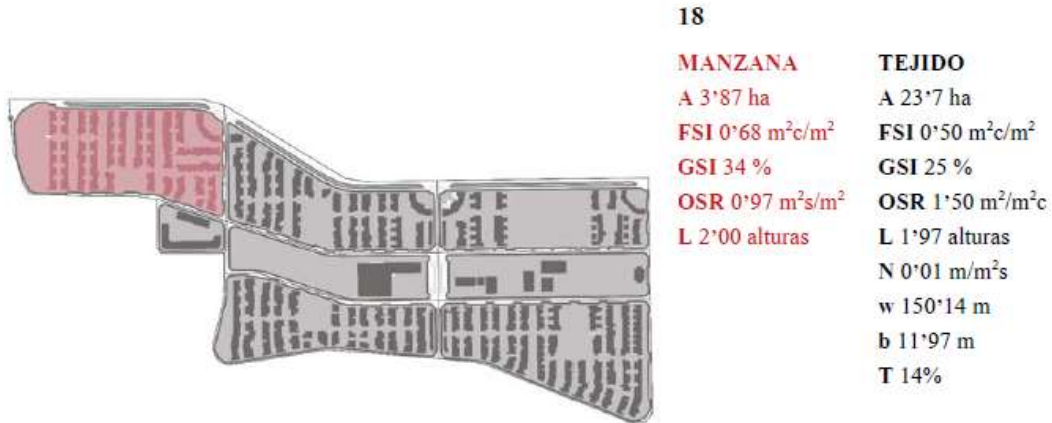 18
MANZANA
A 3'87 ha
FSI 0'68 m²c/m²
GSI 34 %
OSR 0'97 m²s/m²
L 2'00 alturas
TEJIDO
A 23'7 ha
FSI 0'50 m²c/m²
GSI 25 %
OSR 1'50 m²/m²c
L 1'97 alturas
N 0'01 m/m²s
w 150'14 m
b 11'97 m
T 14%